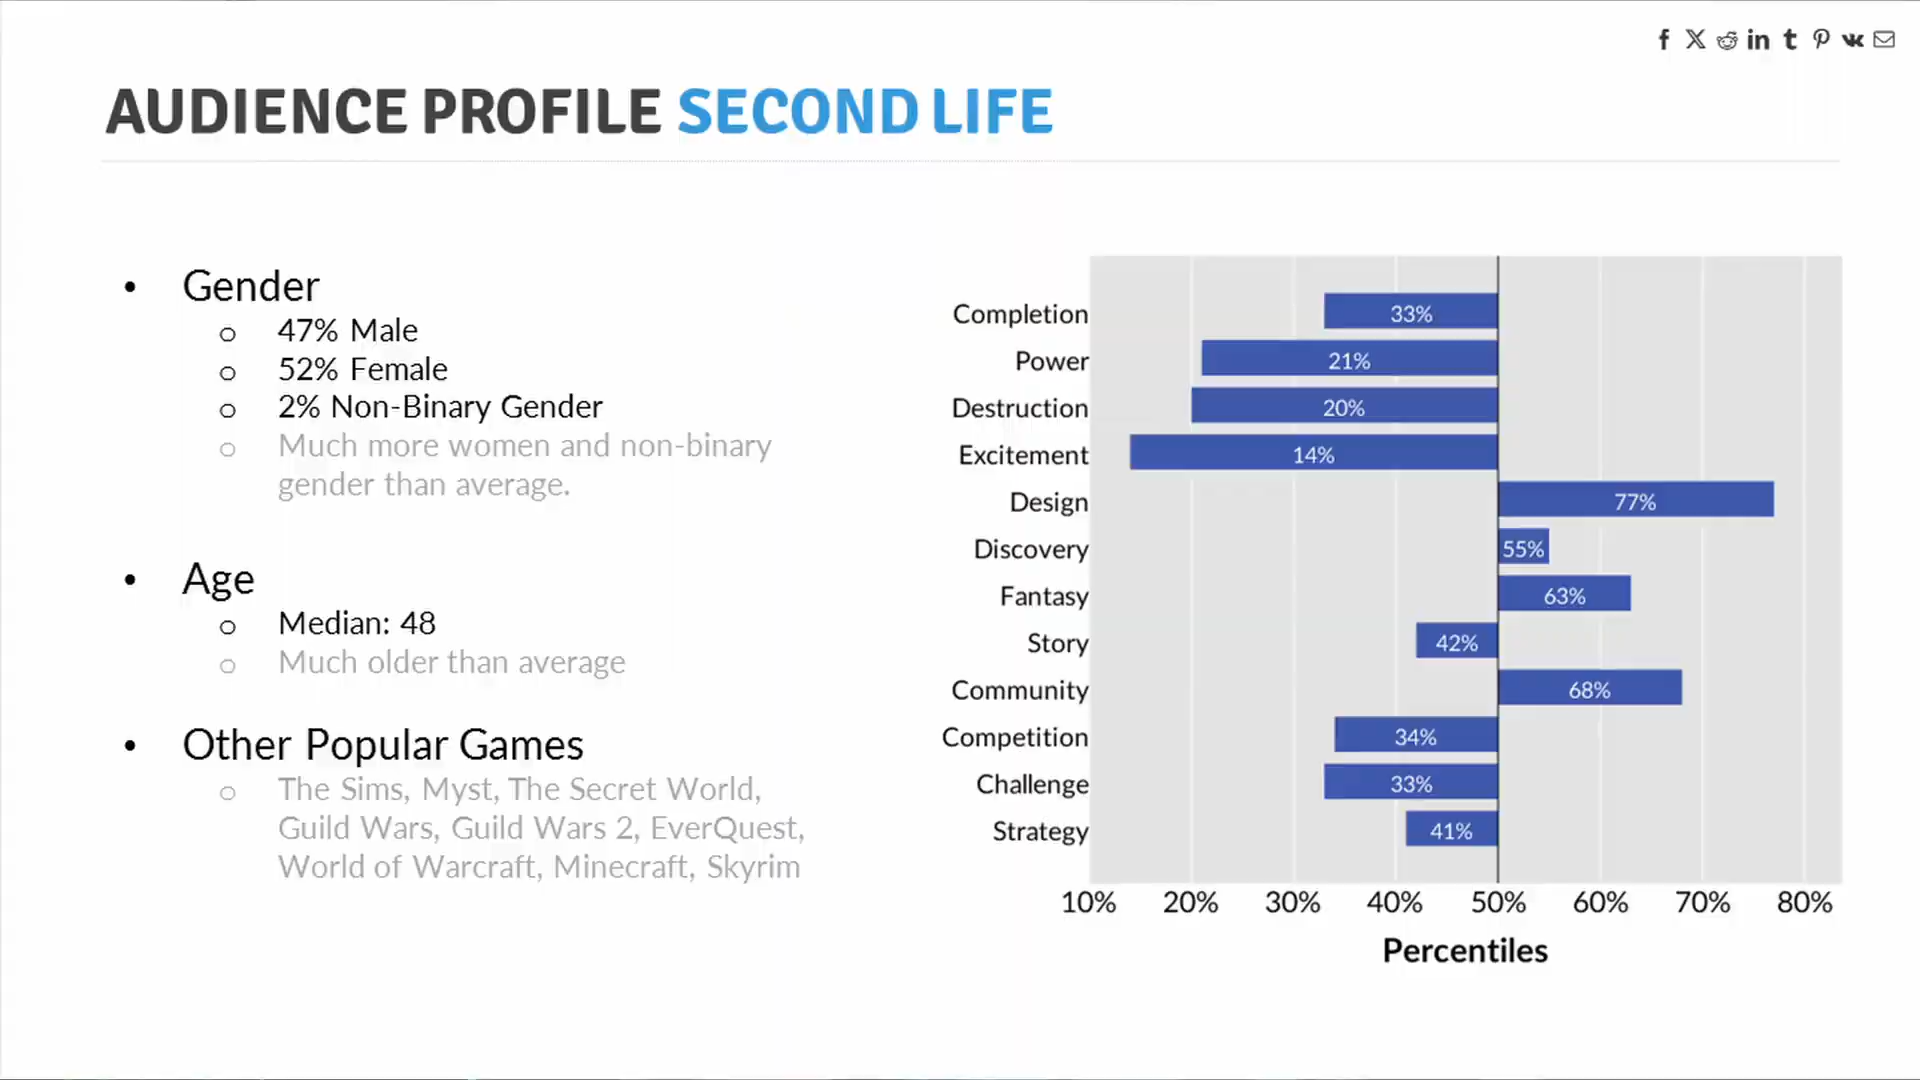 AUDIENCE PROFILE SECOND LIFE
• Gender
o 47% Male
o 52% Female
o 2% Non-Binary Gender
o Much more women and non-binary
gender than average.
• Age
o Median: 48
o Much older than average
• Other Popular Games
o The Sims, Myst, The Secret World,
Guild Wars, Guild Wars 2, EverQuest,
World of Warcraft, Minecraft, Skyrim
Completion 33%
Power 21%
Destruction 20%
Excitement 14%
Design 77%
Discovery 55%
Fantasy 63%
Story 42%
Community 68%
Competition 34%
Challenge 33%
Strategy 41%
10% 20% 30% 40% 50% 60% 70% 80%
Percentiles